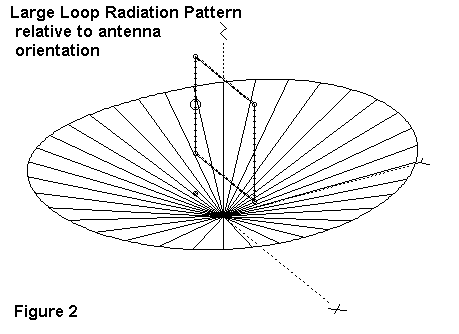 Large Loop Radiation Pattern
relative to antenna
orientation
Z
Y
X
Figure 2